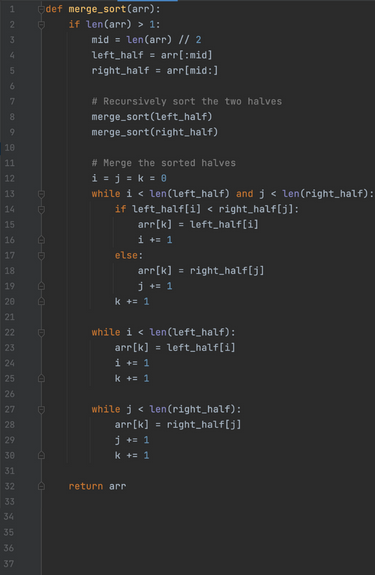 1 def merge_sort(arr):
2     if len(arr) > 1:
3         mid = len(arr) // 2
4         left_half = arr[:mid]
5         right_half = arr[mid:]
6
7         # Recursively sort the two halves
8         merge_sort(left_half)
9         merge_sort(right_half)
10
11         # Merge the sorted halves
12         i = j = k = 0
13         while i < len(left_half) and j < len(right_half):
14             if left_half[i] < right_half[j]:
15                 arr[k] = left_half[i]
16                 i += 1
17             else:
18                 arr[k] = right_half[j]
19                 j += 1
20             k += 1
21
22         while i < len(left_half):
23             arr[k] = left_half[i]
24             i += 1
25             k += 1
26
27         while j < len(right_half):
28             arr[k] = right_half[j]
29             j += 1
30             k += 1
31
32     return arr
33
34
35
36
37